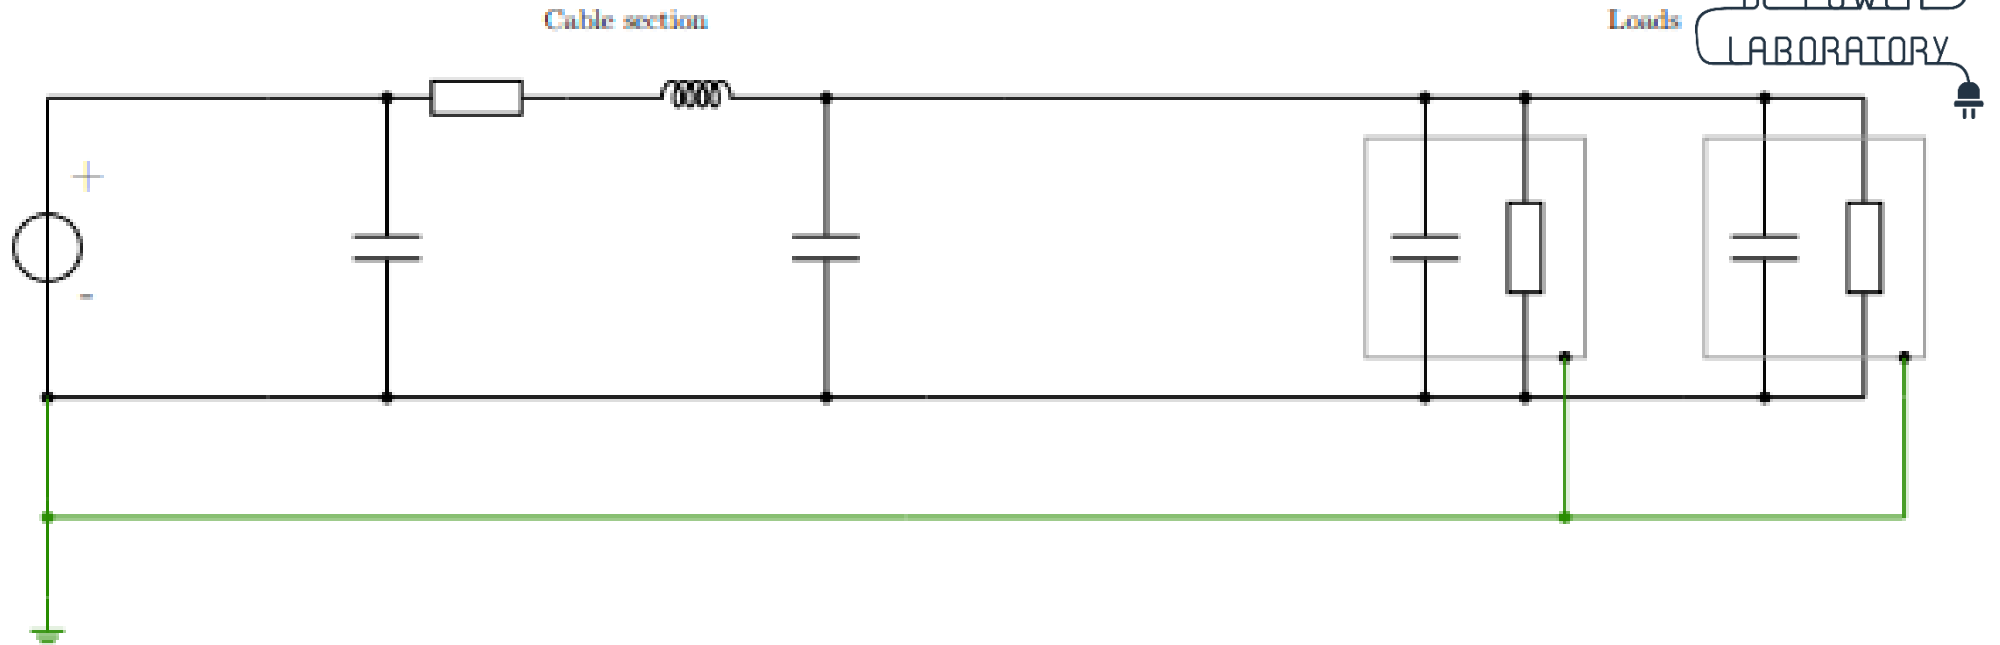 Cable section
Loads
LABORATORY
+
-